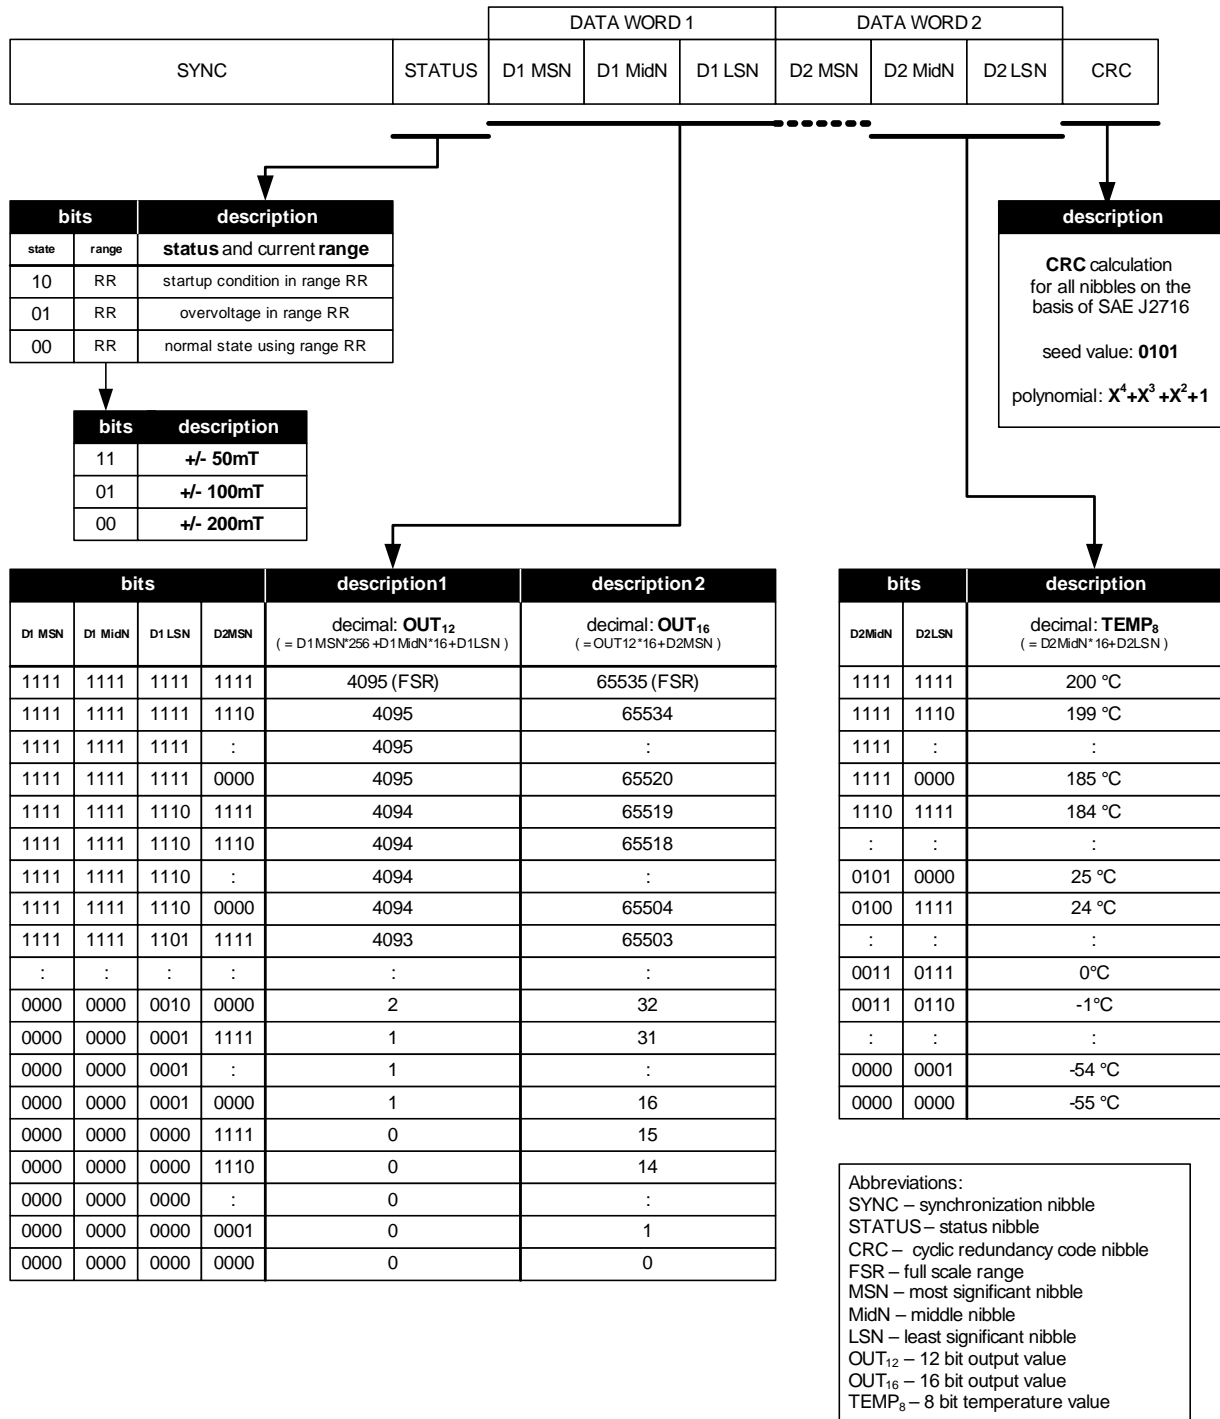 DATA WORD 1 DATA WORD 2
SYNC STATUS D1 MSN D1 MidN D1 LSN D2 MSN D2 MidN D2 LSN CRC
bits description
state range status and current range
10 RR startup condition in range RR
01 RR overvoltage in range RR
00 RR normal state using range RR
bits description
11 +/- 50mT
01 +/- 100mT
00 +/- 200mT
description
CRC calculation
for all nibbles on the
basis of SAE J2716
seed value: 0101
polynomial: X⁴+X³+X²+1
bits description1 description 2
D1 MSN D1 MidN D1 LSN D2MSN decimal: OUT₁₂ decimal: OUT₁₆
( = D1MSN*256 +D1MidN*16+D1LSN ) ( =OUT12*16+D2MSN )
1111 1111 1111 1111 4095 (FSR) 65535 (FSR)
1111 1111 1111 1110 4095 65534
1111 1111 1111 : 4095 :
1111 1111 1111 0000 4095 65520
1111 1111 1110 1111 4094 65519
1111 1111 1110 1110 4094 65518
1111 1111 1110 : 4094 :
1111 1111 1110 0000 4094 65504
1111 1111 1101 1111 4093 65503
: : : : : :
0000 0000 0010 0000 2 32
0000 0000 0001 1111 1 31
0000 0000 0001 : 1 :
0000 0000 0001 0000 1 16
0000 0000 0000 1111 0 15
0000 0000 0000 1110 0 14
0000 0000 0000 : 0 :
0000 0000 0000 0001 0 1
0000 0000 0000 0000 0 0
bits description
D2MidN D2LSN decimal: TEMP₈
( = D2MidN*16+D2LSN )
1111 1111 200 °C
1111 1110 199 °C
1111 : :
1111 0000 185 °C
1110 1111 184 °C
: : :
0101 0000 25 °C
0100 1111 24 °C
: : :
0011 0111 0°C
0011 0110 -1°C
: : :
0000 0001 -54 °C
0000 0000 -55 °C
Abbreviations:
SYNC – synchronization nibble
STATUS – status nibble
CRC – cyclic redundancy code nibble
FSR – full scale range
MSN – most significant nibble
MidN – middle nibble
LSN – least significant nibble
OUT₁₂ – 12 bit output value
OUT₁₆ – 16 bit output value
TEMP₈ – 8 bit temperature value